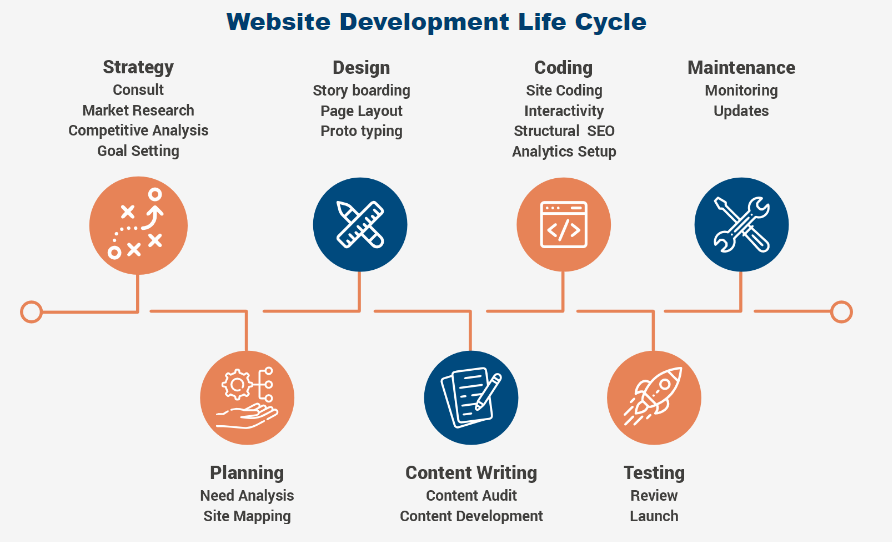 Website Development Life Cycle
Strategy
Consult
Market Research
Competitive Analysis
Goal Setting
Design
Story boarding
Page Layout
Proto typing
Coding
Site Coding
Interactivity
Structural SEO
Analytics Setup
Maintenance
Monitoring
Updates
</>
Planning
Need Analysis
Site Mapping
Content Writing
Content Audit
Content Development
Testing
Review
Launch